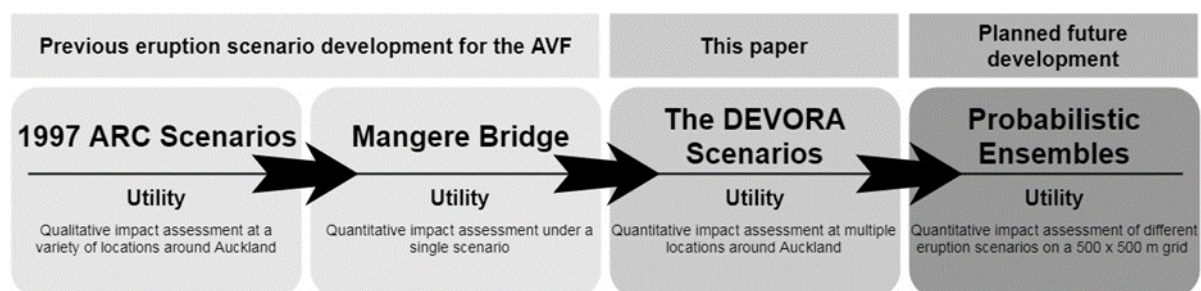 Previous eruption scenario development for the AVF
This paper
Planned future
development
1997 ARC Scenarios
Utility
Qualitative impact assessment at a
variety of locations around Auckland
Mangere Bridge
Utility
Quantitative impact assessment under a
single scenario
The DEVORA
Scenarios
Utility
Quantitative impact assessment at multiple
locations around Auckland
Probabilistic
Ensembles
Utility
Quantitative impact assessment of different
eruption scenarios on a 500 x 500 m grid